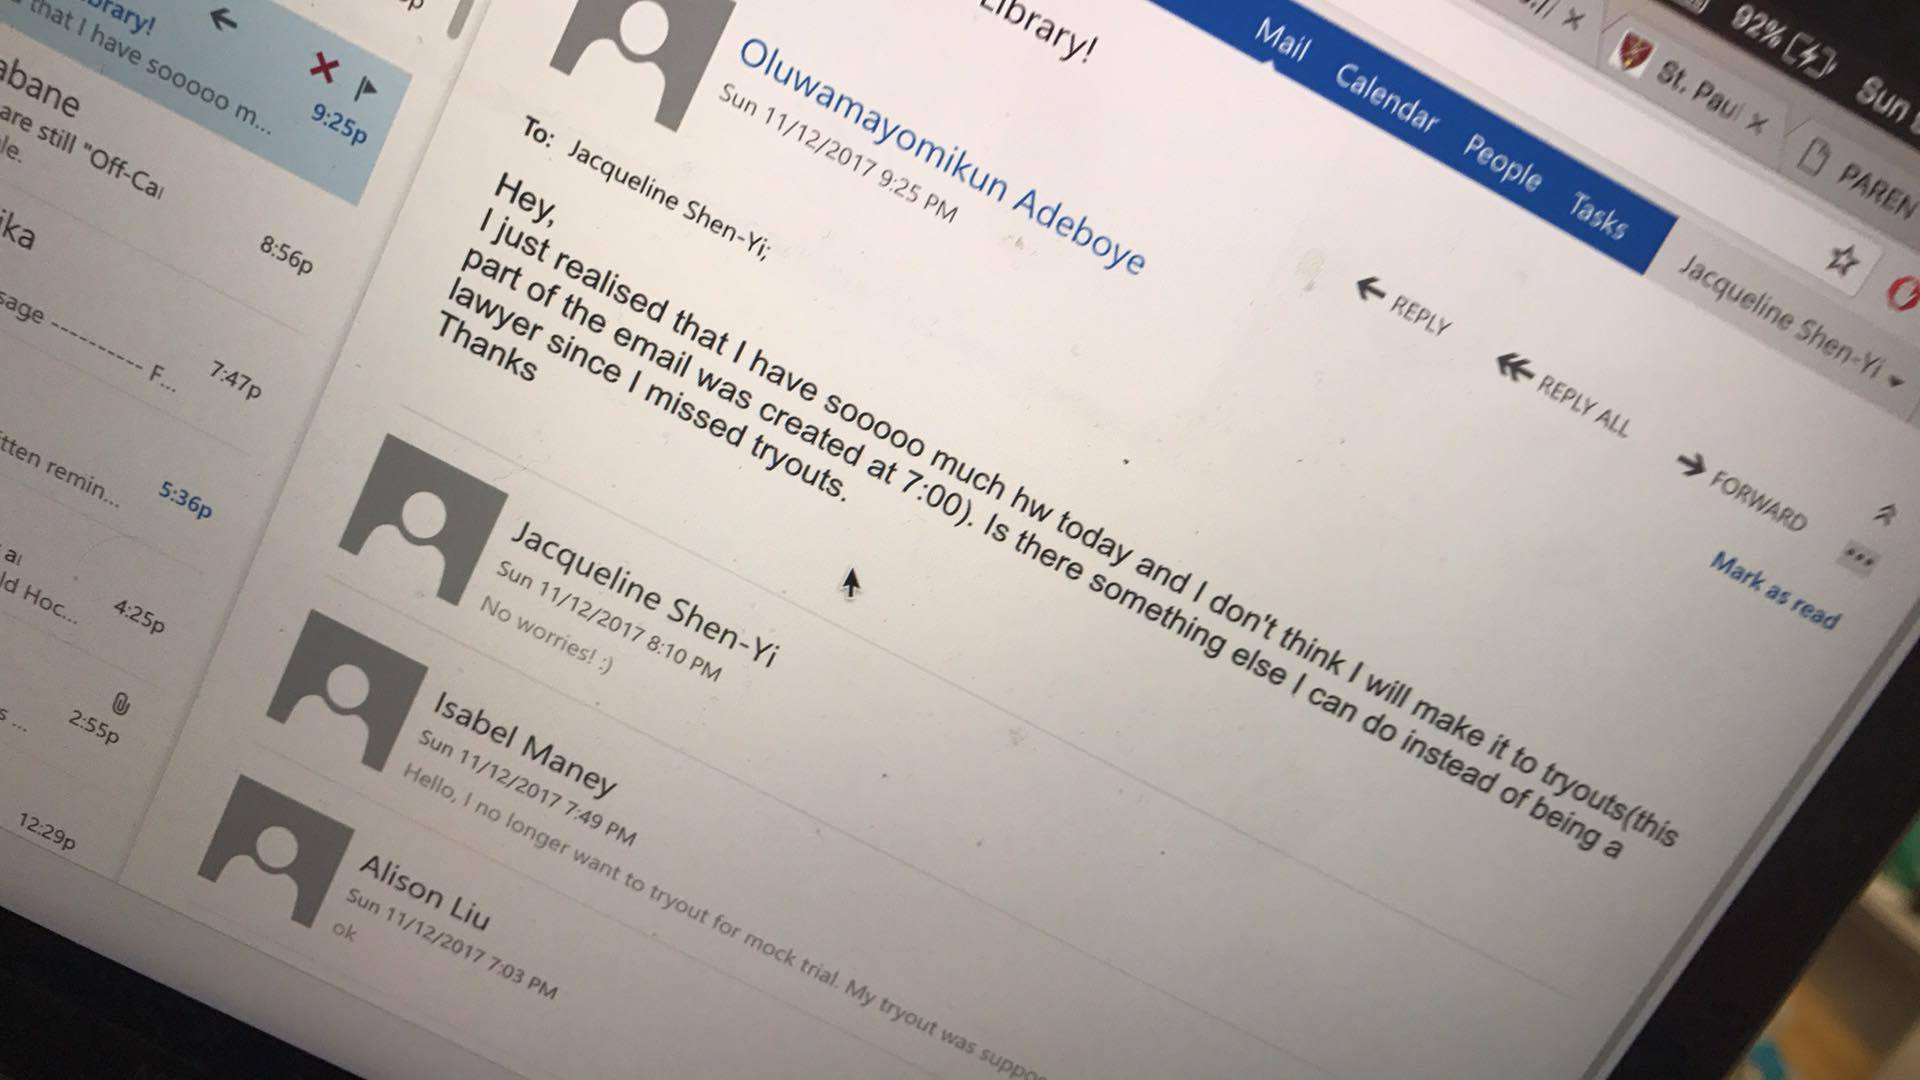 92%
Sun
St. Paul
PAREN
Mail Calendar People Tasks
Jacqueline Shen-Yi
Library!
that I have sooooo m...
9:25p
abane
are still "Off-Ca
le.
ika
8:56p
sage ---------- F...
7:47p
tten remin...
5:36p
ld Hoc...
4:25p
2:55p
12:29p
Library!
REPLY REPLY ALL FORWARD
Mark as read
Oluwamayomikun Adeboye
Sun 11/12/2017 9:25 PM
To: Jacqueline Shen-Yi;
Hey,
I just realised that I have sooooo much hw today and I don't think I will make it to tryouts(this
part of the email was created at 7:00). Is there something else I can do instead of being a
lawyer since I missed tryouts.
Thanks
Jacqueline Shen-Yi
Sun 11/12/2017 8:10 PM
No worries! :)
Isabel Maney
Sun 11/12/2017 7:49 PM
Hello, I no longer want to tryout for mock trial. My tryout was suppo
Alison Liu
Sun 11/12/2017 7:03 PM
ok